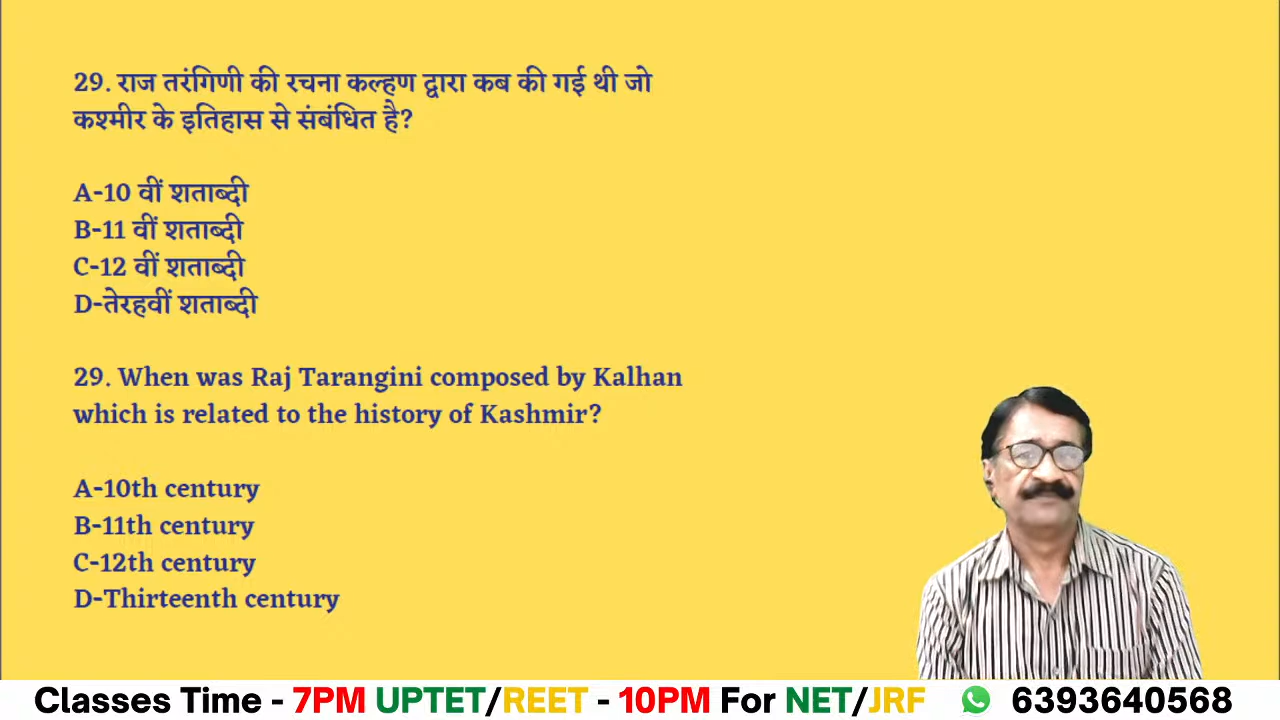 29. राज तरंगिणी की रचना कल्हण द्वारा कब की गई थी जो
कश्मीर के इतिहास से संबंधित है?
A-10 वीं शताब्दी
B-11 वीं शताब्दी
C-12 वीं शताब्दी
D-तेरहवीं शताब्दी
29. When was Raj Tarangini composed by Kalhan
which is related to the history of Kashmir?
A-10th century
B-11th century
C-12th century
D-Thirteenth century
Classes Time - 7PM UPTET/REET - 10PM For NET/JRF 6393640568